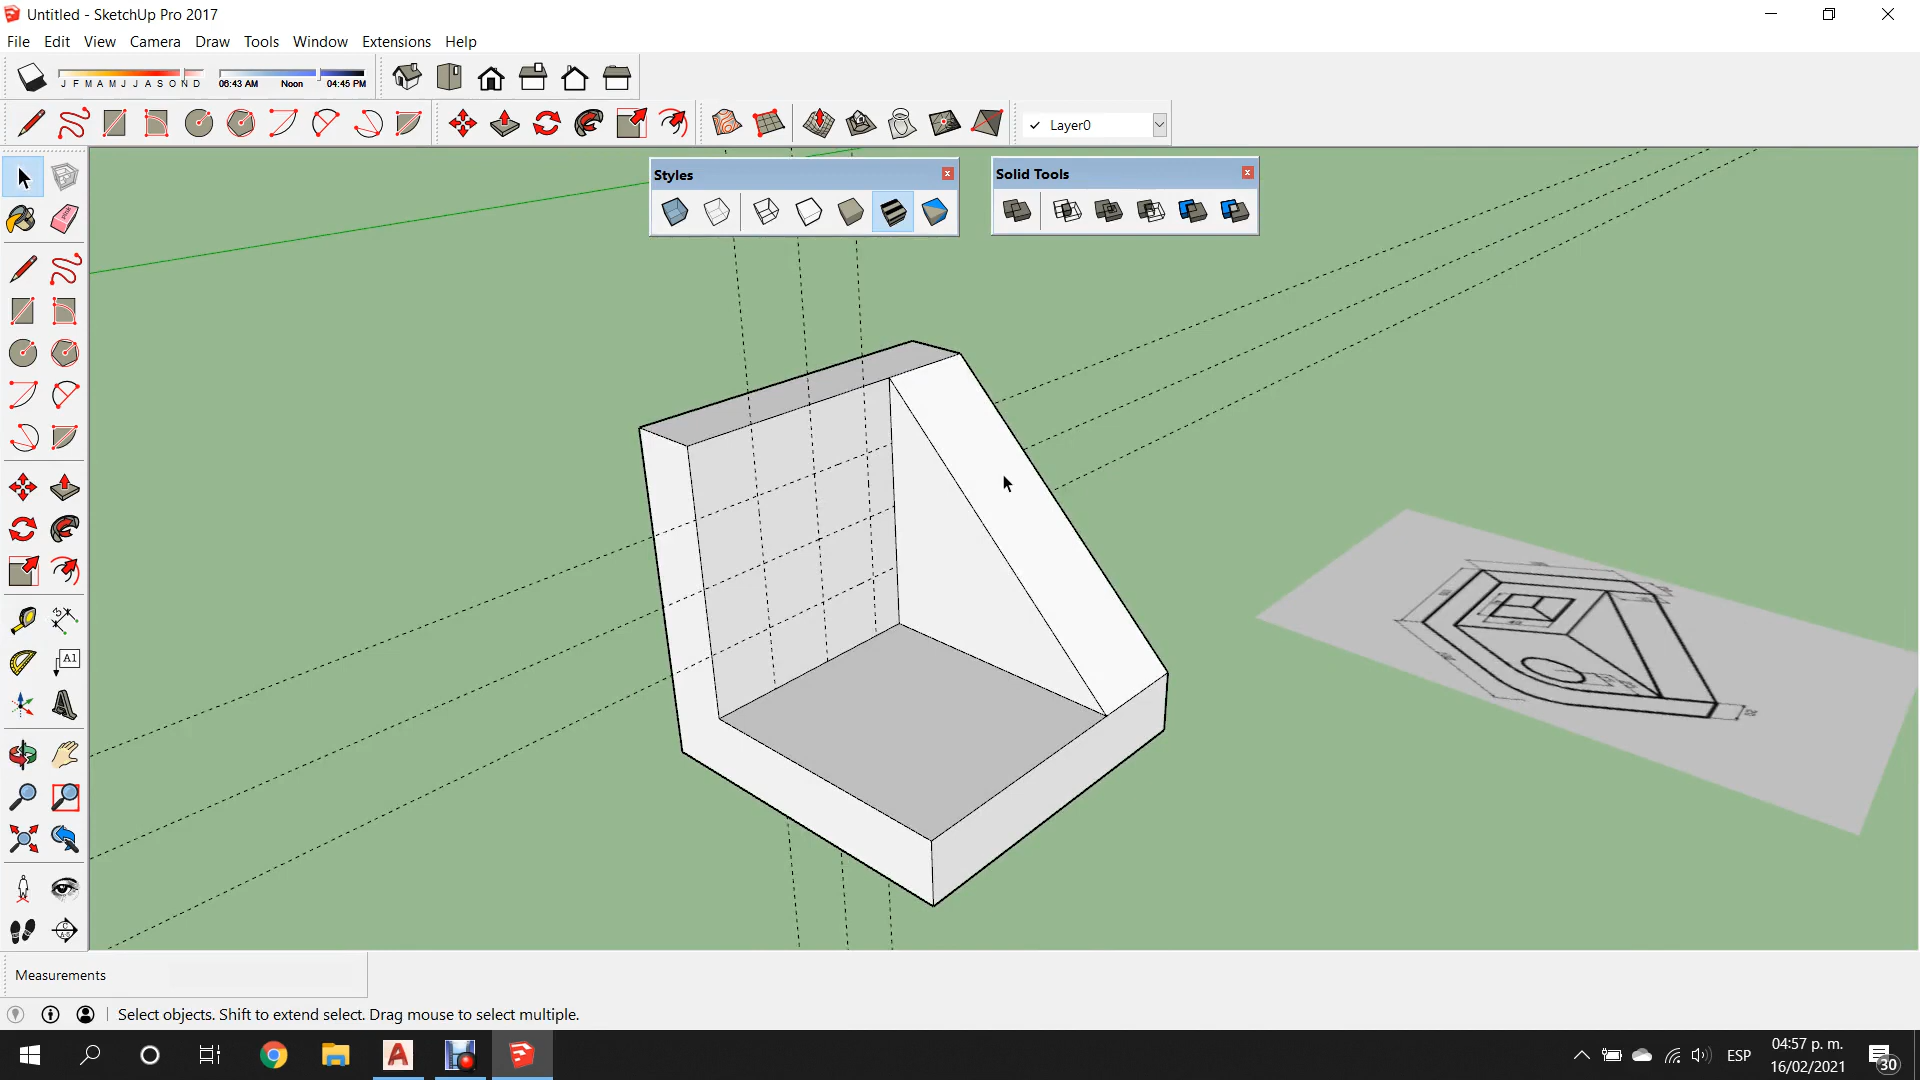 Untitled - SketchUp Pro 2017
File Edit View Camera Draw Tools Window Extensions Help
J F M A M J J A S O N D
06:43 AM Noon 04:45 PM
Layer0
Styles
Solid Tools
A1
Measurements
Select objects. Shift to extend select. Drag mouse to select multiple.
ESP
04:57 p. m.
16/02/2021
30